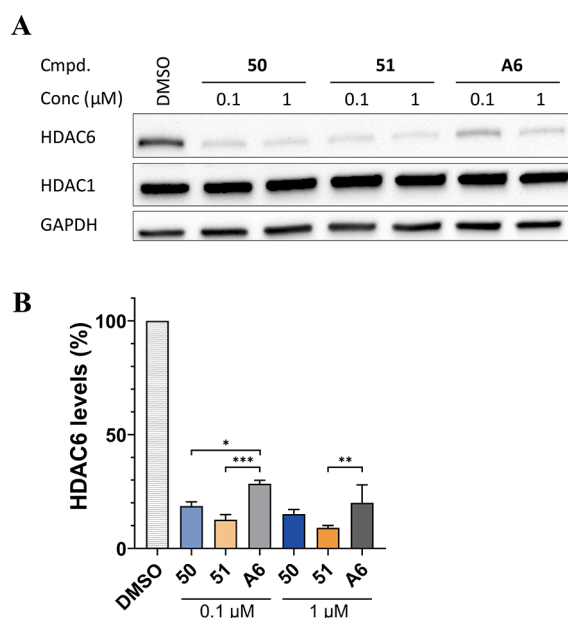 A
Cmpd. DMSO 50 51 A6
Conc (µM) 0.1 1 0.1 1 0.1 1
HDAC6
HDAC1
GAPDH
B
HDAC6 levels (%)
100
50
0
* 
***
**
DMSO 50 51 A6 50 51 A6
0.1 µM 1 µM